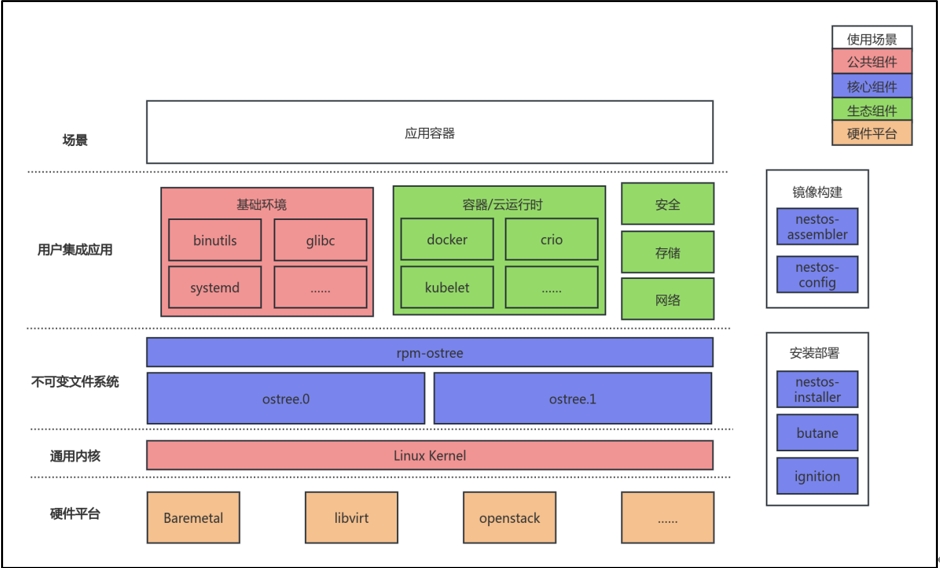 使用场景
公共组件
核心组件
生态组件
硬件平台
场景
应用容器
用户集成应用
基础环境
binutils
glibc
systemd
......
容器/云运行时
docker
crio
kubelet
......
安全
存储
网络
不可变文件系统
rpm-ostree
ostree.0
ostree.1
通用内核
Linux Kernel
硬件平台
Baremetal
libvirt
openstack
......
镜像构建
nestos-
assembler
nestos-
config
安装部署
nestos-
installer
butane
ignition